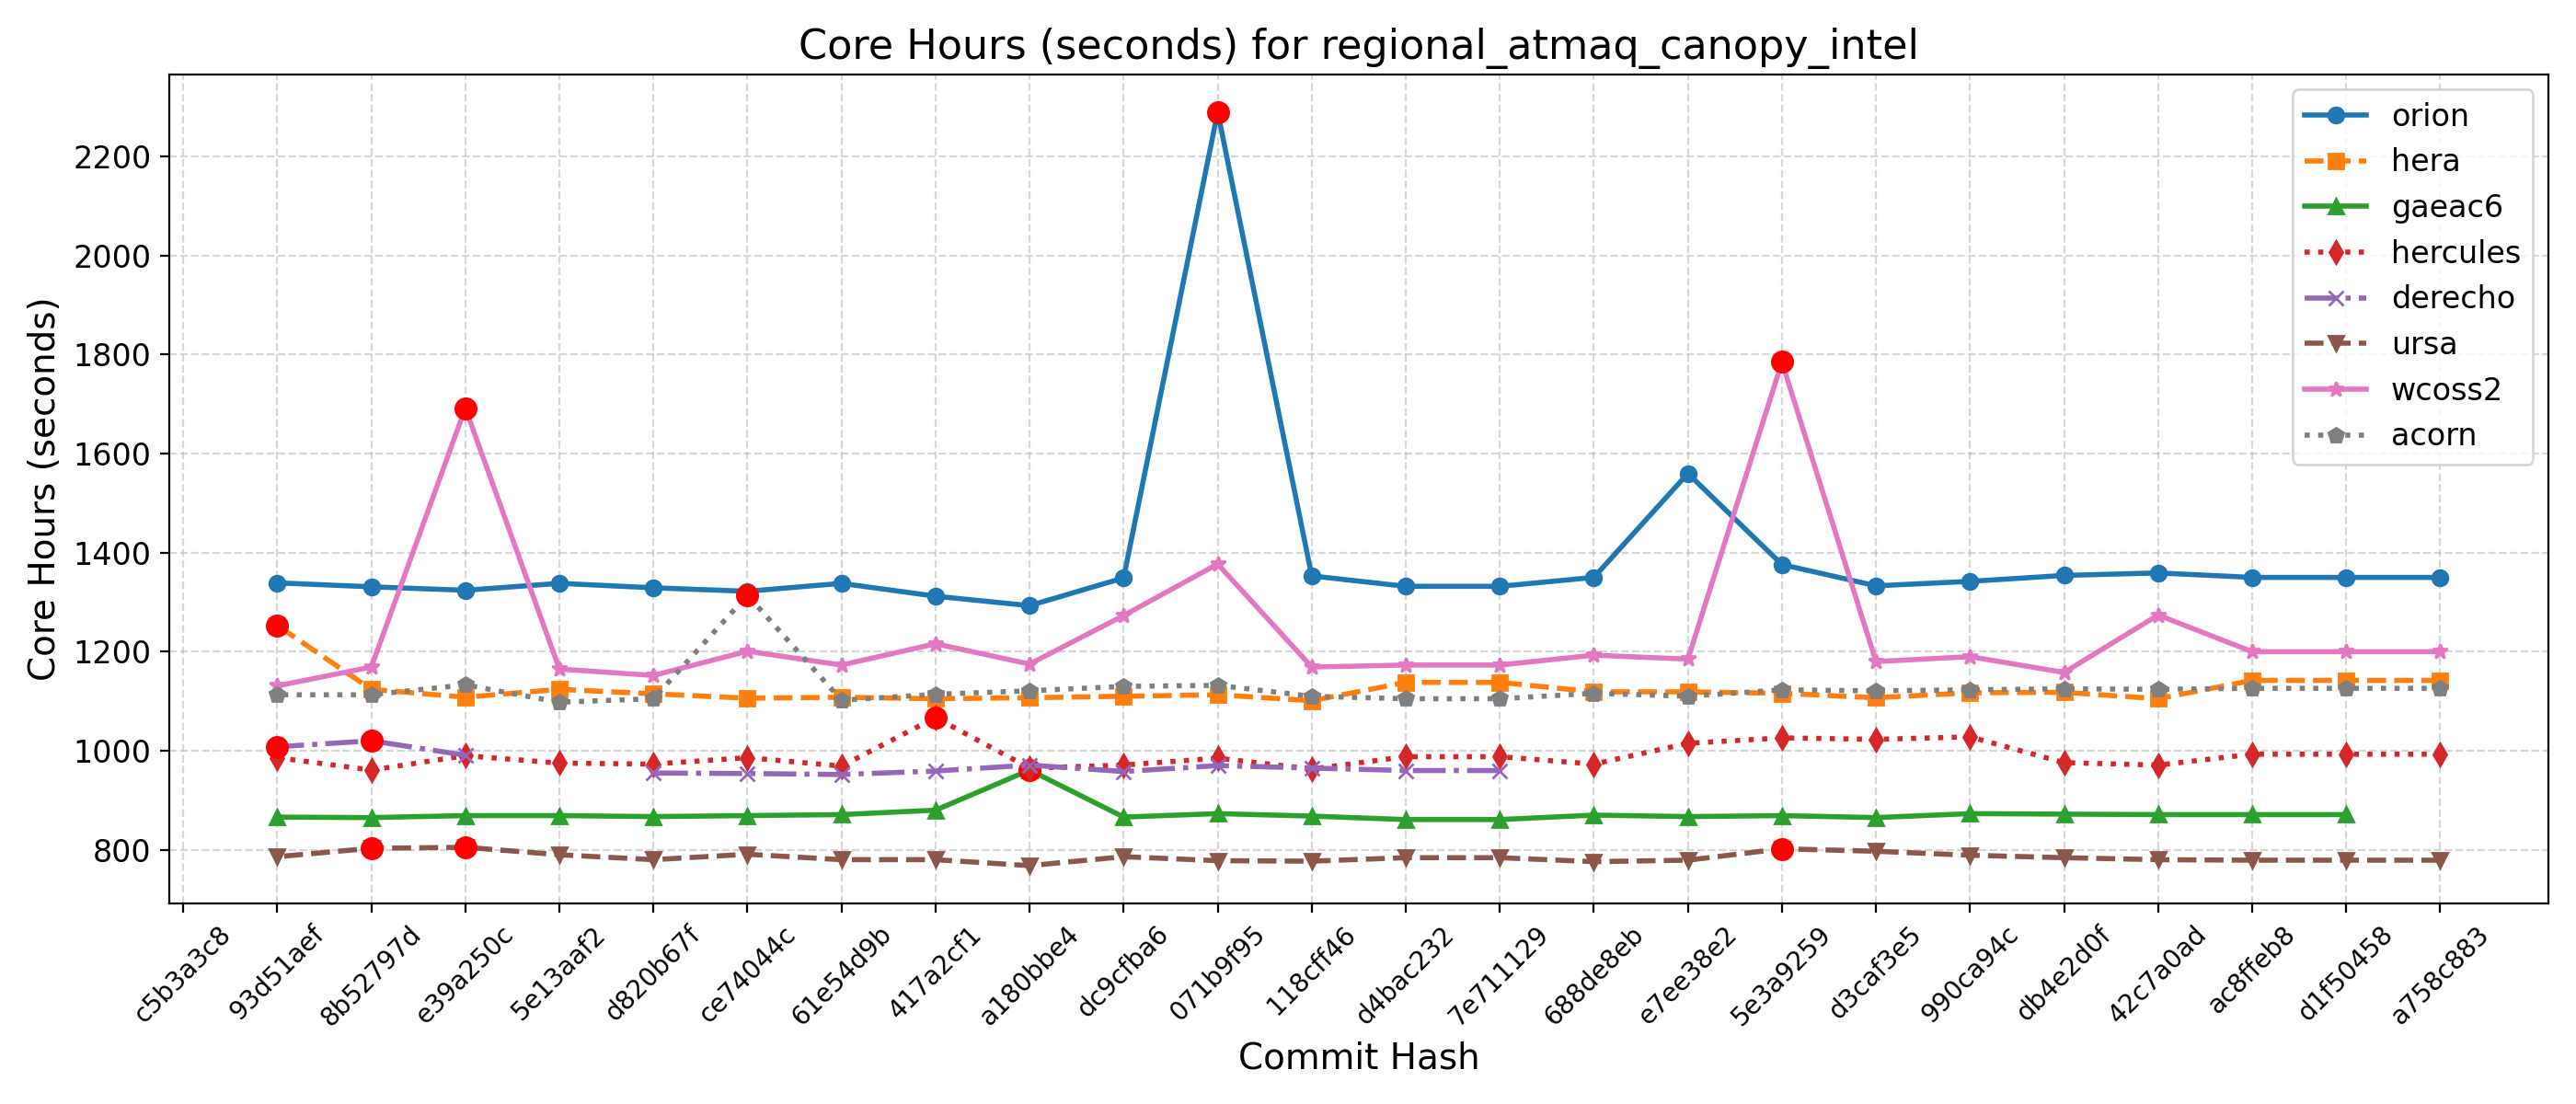 Core Hours (seconds) for regional_atmaq_canopy_intel
Core Hours (seconds)
2200
2000
1800
1600
1400
1200
1000
800
orion
hera
gaeac6
hercules
derecho
ursa
wcoss2
acorn
c5b3a3c8
93d51aef
8b52797d
e39a250c
5e13aaf2
d820b67f
ce74044c
61e54d9b
417a2cf1
a180bbe4
dc9cfba6
071b9f95
118cff46
d4bac232
7e711129
688de8eb
e7ee38e2
5e3a9259
d3caf3e5
990ca94c
db4e2d0f
42c7a0ad
ac8ffeb8
d1f50458
a758c883
Commit Hash